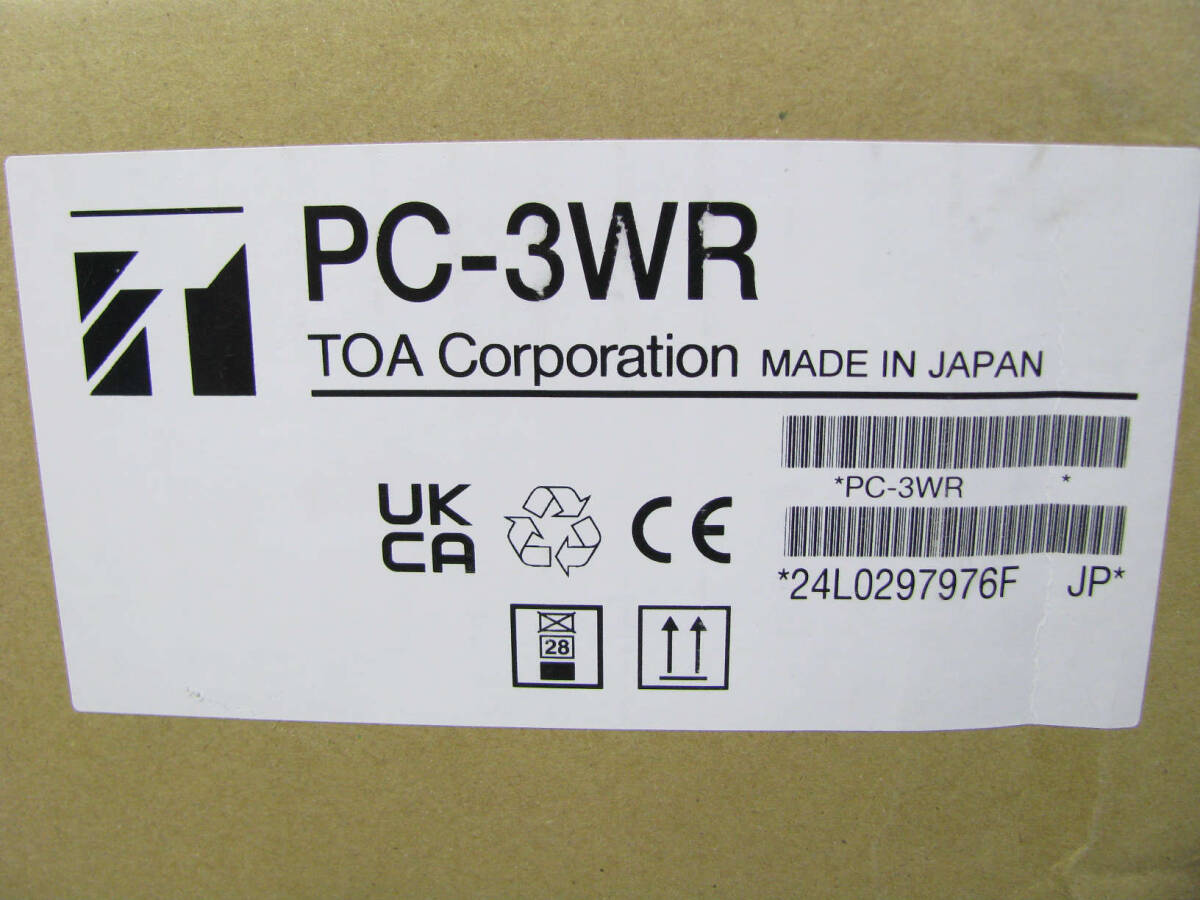 PC-3WR
TOA Corporation MADE IN JAPAN
*PC-3WR *
*24L0297976F JP*
UK
CA
CE
28